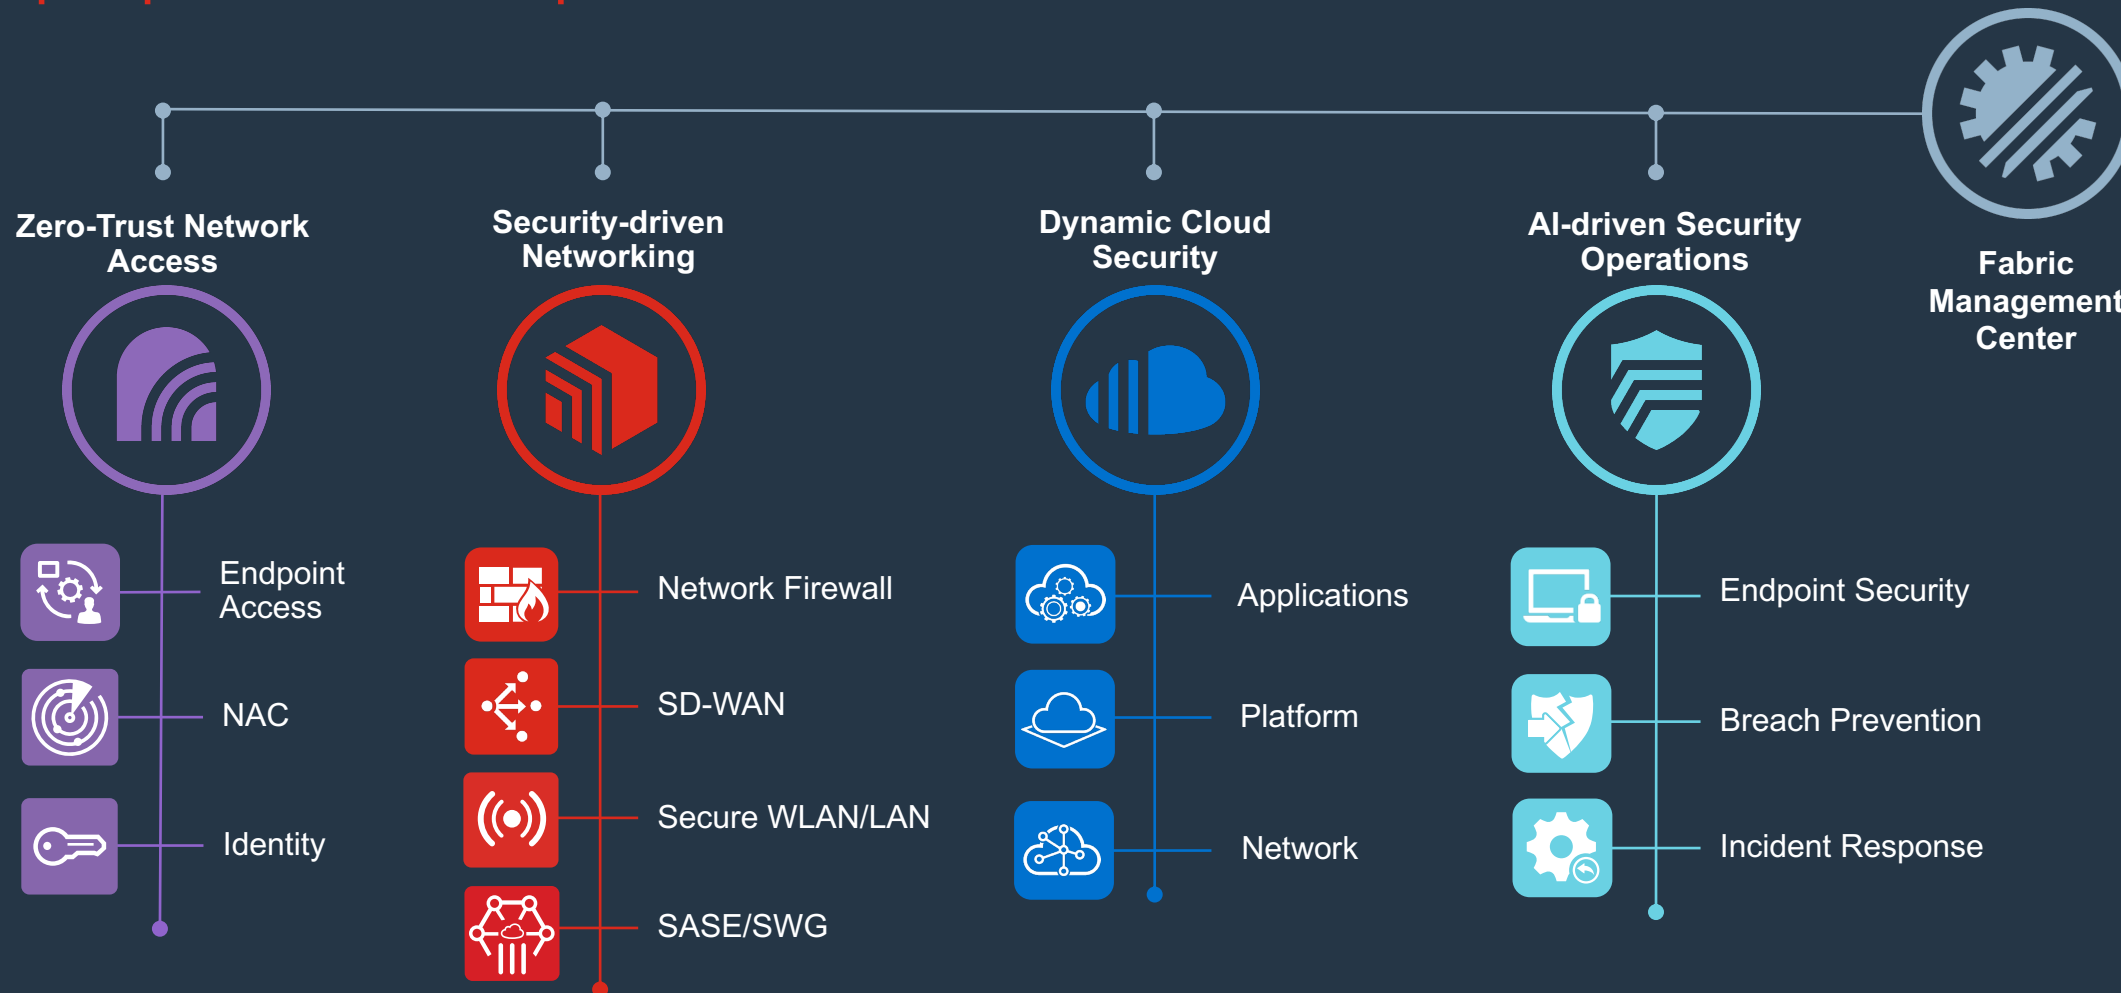 Zero-Trust Network
Access
Security-driven
Networking
Dynamic Cloud
Security
AI-driven Security
Operations
Fabric
Management
Center
Endpoint
Access
NAC
Identity
Network Firewall
SD-WAN
Secure WLAN/LAN
SASE/SWG
Applications
Platform
Network
Endpoint Security
Breach Prevention
Incident Response